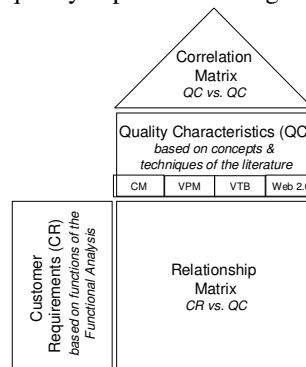 Correlation
Matrix
QC vs. QC
Quality Characteristics (QC
based on concepts &
techniques of the literature
CM VPM VTB Web 2.0
Customer
Requirements (CR)
based on functions of the
Functional Analysis
Relationship
Matrix
CR vs. QC